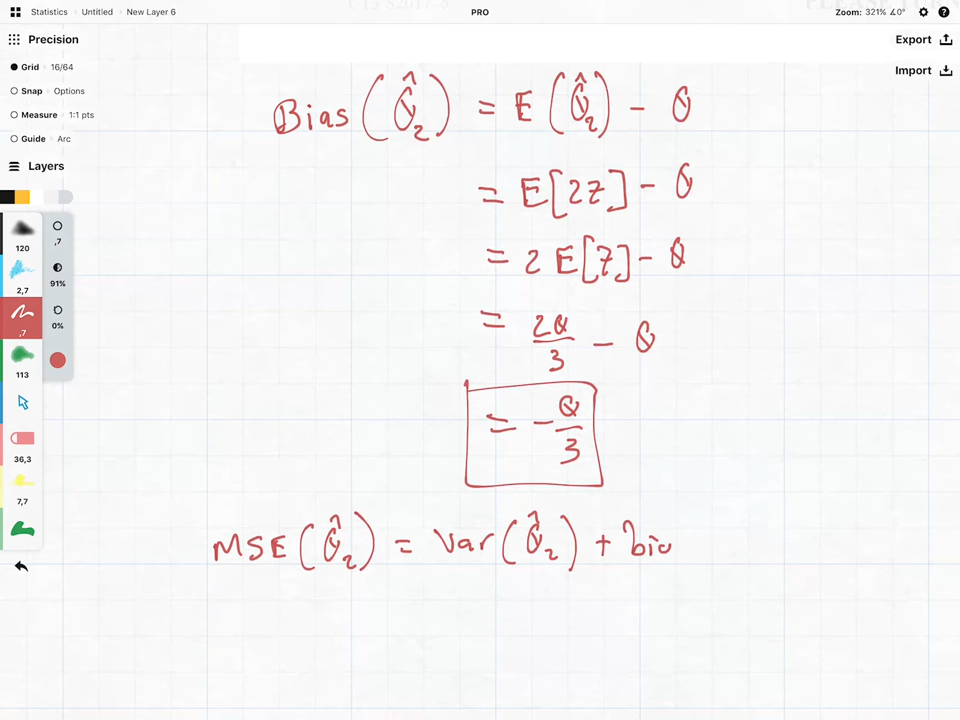 Statistics > Untitled > New Layer 6 PRO Zoom: 321% ∠0°
Precision
Export
Import
Grid 16/64
Snap Options
Measure 1:1 pts
Guide Arc
Layers
120
2,7
,7
113
36,3
7,7
,7
91%
0%
Bias(θ̂₂) = E(θ̂₂) - θ
= E[2Z] - θ
= 2E[Z] - θ
= 2θ/3 - θ
= -θ/3
MSE(θ̂₂) = Var(θ̂₂) + bia